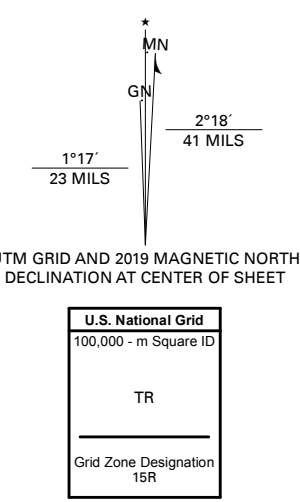 ★
MN
GN
2°18´
41 MILS
1°17´
23 MILS
UTM GRID AND 2019 MAGNETIC NORTH
DECLINATION AT CENTER OF SHEET
U.S. National Grid
100,000 - m Square ID
TR
Grid Zone Designation
15R